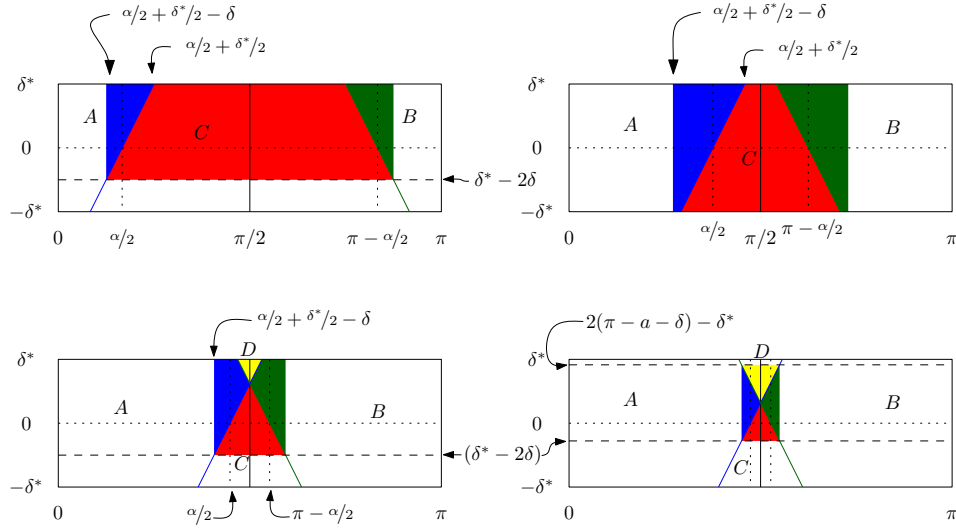 α/2 + δ*/2 − δ
α/2 + δ*/2
δ*
A
B
C
0
δ* − 2δ
−δ*
0
α/2
π/2
π − α/2
π
α/2 + δ*/2 − δ
α/2 + δ*/2
δ*
A
B
0
C
−δ*
0
α/2
π/2
π − α/2
π
α/2 + δ*/2 − δ
δ*
D
A
B
0
C
−δ*
0
α/2
π − α/2
π
(δ* − 2δ)
2(π − a − δ) − δ*
δ*
D
A
B
0
C
−δ*
0
π